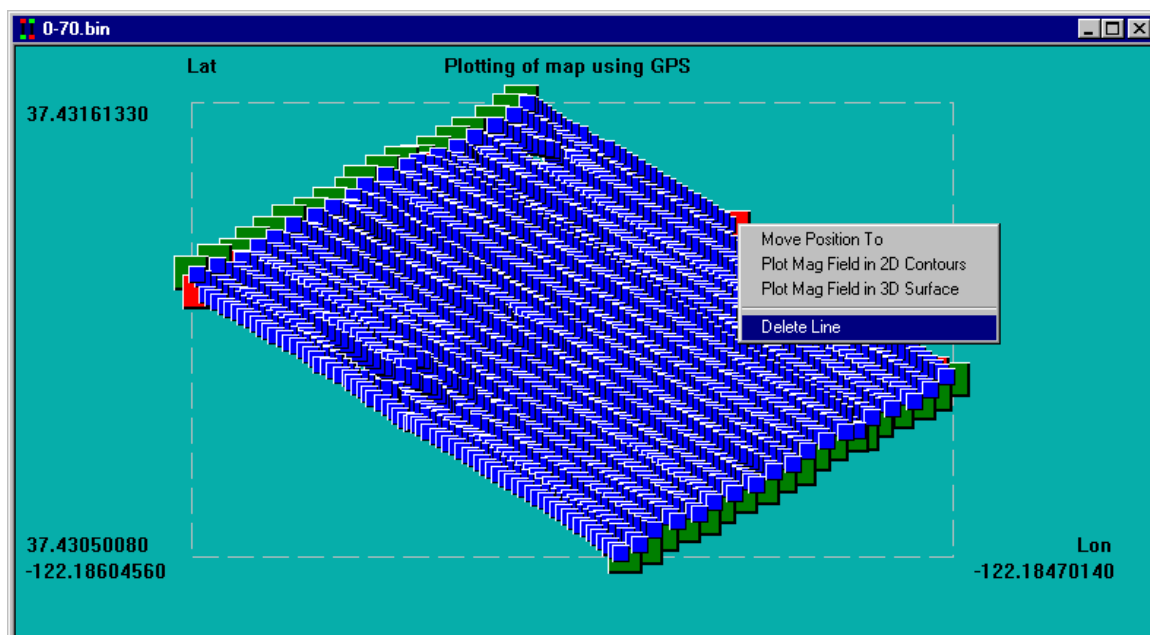 0-70.bin
Lat
Plotting of map using GPS
37.43161330
Move Position To
Plot Mag Field in 2D Contours
Plot Mag Field in 3D Surface
Delete Line
37.43050080
Lon
-122.18604560
-122.18470140